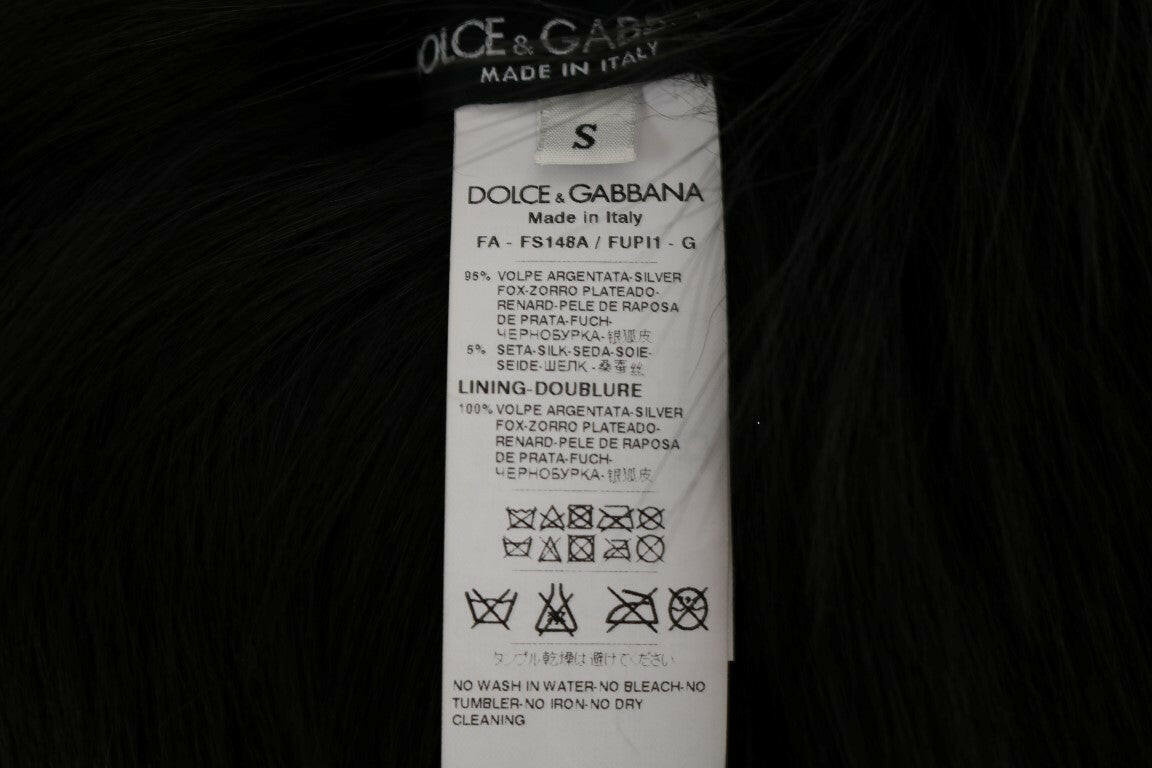 OLCE & GABB
MADE IN ITALY
S
DOLCE & GABBANA
Made in Italy
FA - FS148A / FUPI1 - G
95% VOLPE ARGENTATA-SILVER
FOX-ZORRO PLATEADO-
RENARD-PELE DE RAPOSA
DE PRATA-FUCH-
ЧЕРНОБУРКА-银狐皮
5% SETA-SILK-SEDA-SOIE-
SEIDE-ШЕЛК -桑蚕丝
LINING-DOUBLURE
100% VOLPE ARGENTATA-SILVER
FOX-ZORRO PLATEADO-
RENARD-PELE DE RAPOSA
DE PRATA-FUCH-
ЧЕРНОБУРКА-银狐皮
タンブル乾燥は避けてください
NO WASH IN WATER-NO BLEACH-NO
TUMBLER-NO IRON-NO DRY
CLEANING